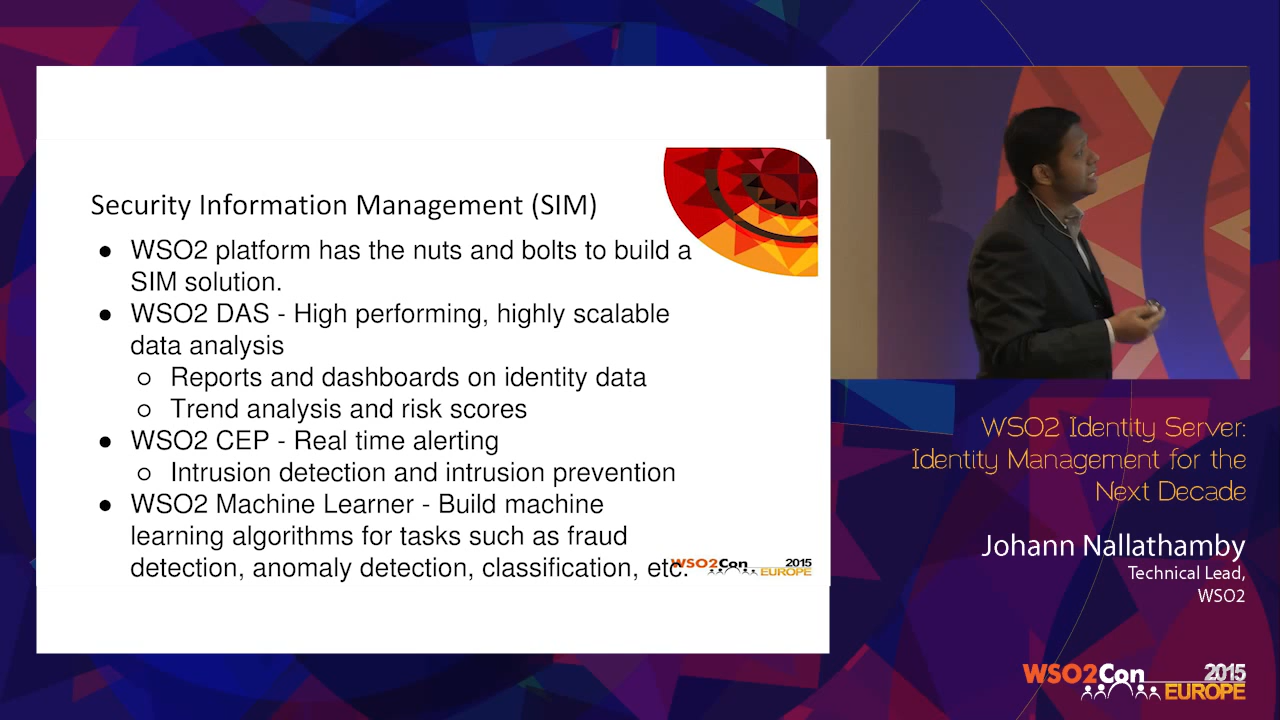 Security Information Management (SIM)
● WSO2 platform has the nuts and bolts to build a
SIM solution.
● WSO2 DAS - High performing, highly scalable
data analysis
○ Reports and dashboards on identity data
○ Trend analysis and risk scores
● WSO2 CEP - Real time alerting
○ Intrusion detection and intrusion prevention
● WSO2 Machine Learner - Build machine
learning algorithms for tasks such as fraud
detection, anomaly detection, classification, etc.
WSO2Con 2015
EUROPE
WSO2 Identity Server:
Identity Management for the
Next Decade
Johann Nallathamby
Technical Lead,
WSO2
WSO2Con 2015
EUROPE